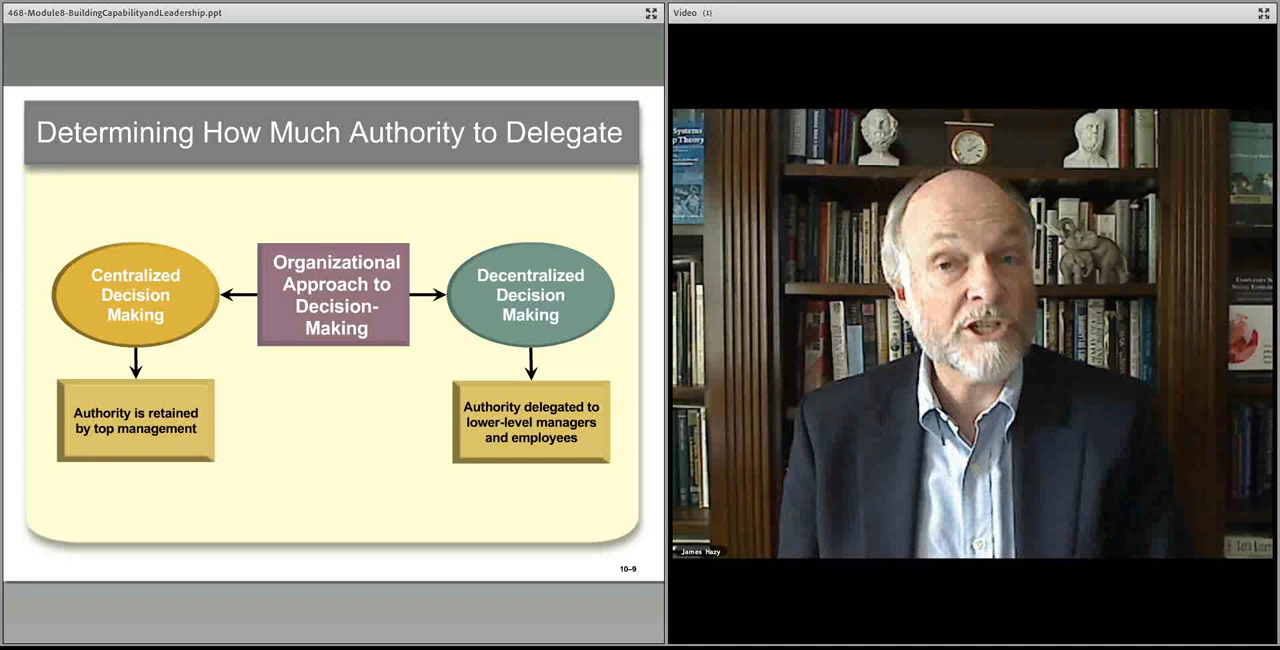 468-Module8-BuildingCapabilityandLeadership.ppt
Video (1)
Determining How Much Authority to Delegate
Centralized
Decision
Making
Organizational
Approach to
Decision-
Making
Decentralized
Decision
Making
Authority is retained
by top management
Authority delegated to
lower-level managers
and employees
10–9
Systems
Theory
James Hazy